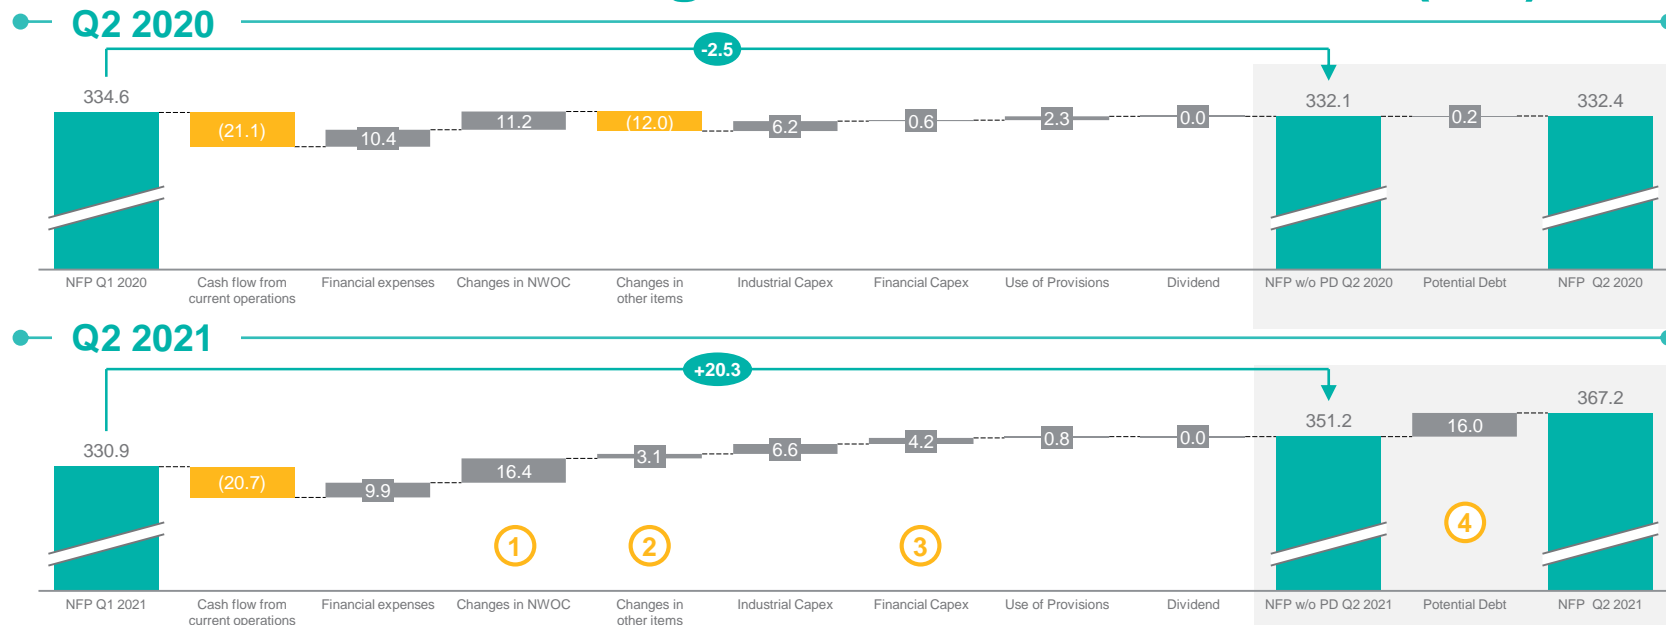 Q2 2020
-2.5
334.6
(21.1)
10.4
11.2
(12.0)
6.2
0.6
2.3
0.0
332.1
0.2
332.4
NFP Q1 2020
Cash flow from
current operations
Financial expenses
Changes in NWOC
Changes in
other items
Industrial Capex
Financial Capex
Use of Provisions
Dividend
NFP w/o PD Q2 2020
Potential Debt
NFP Q2 2020
Q2 2021
+20.3
330.9
(20.7)
9.9
16.4
3.1
6.6
4.2
0.8
0.0
351.2
16.0
367.2
1
2
3
4
NFP Q1 2021
Cash flow from
current operations
Financial expenses
Changes in NWOC
Changes in
other items
Industrial Capex
Financial Capex
Use of Provisions
Dividend
NFP w/o PD Q2 2021
Potential Debt
NFP Q2 2021